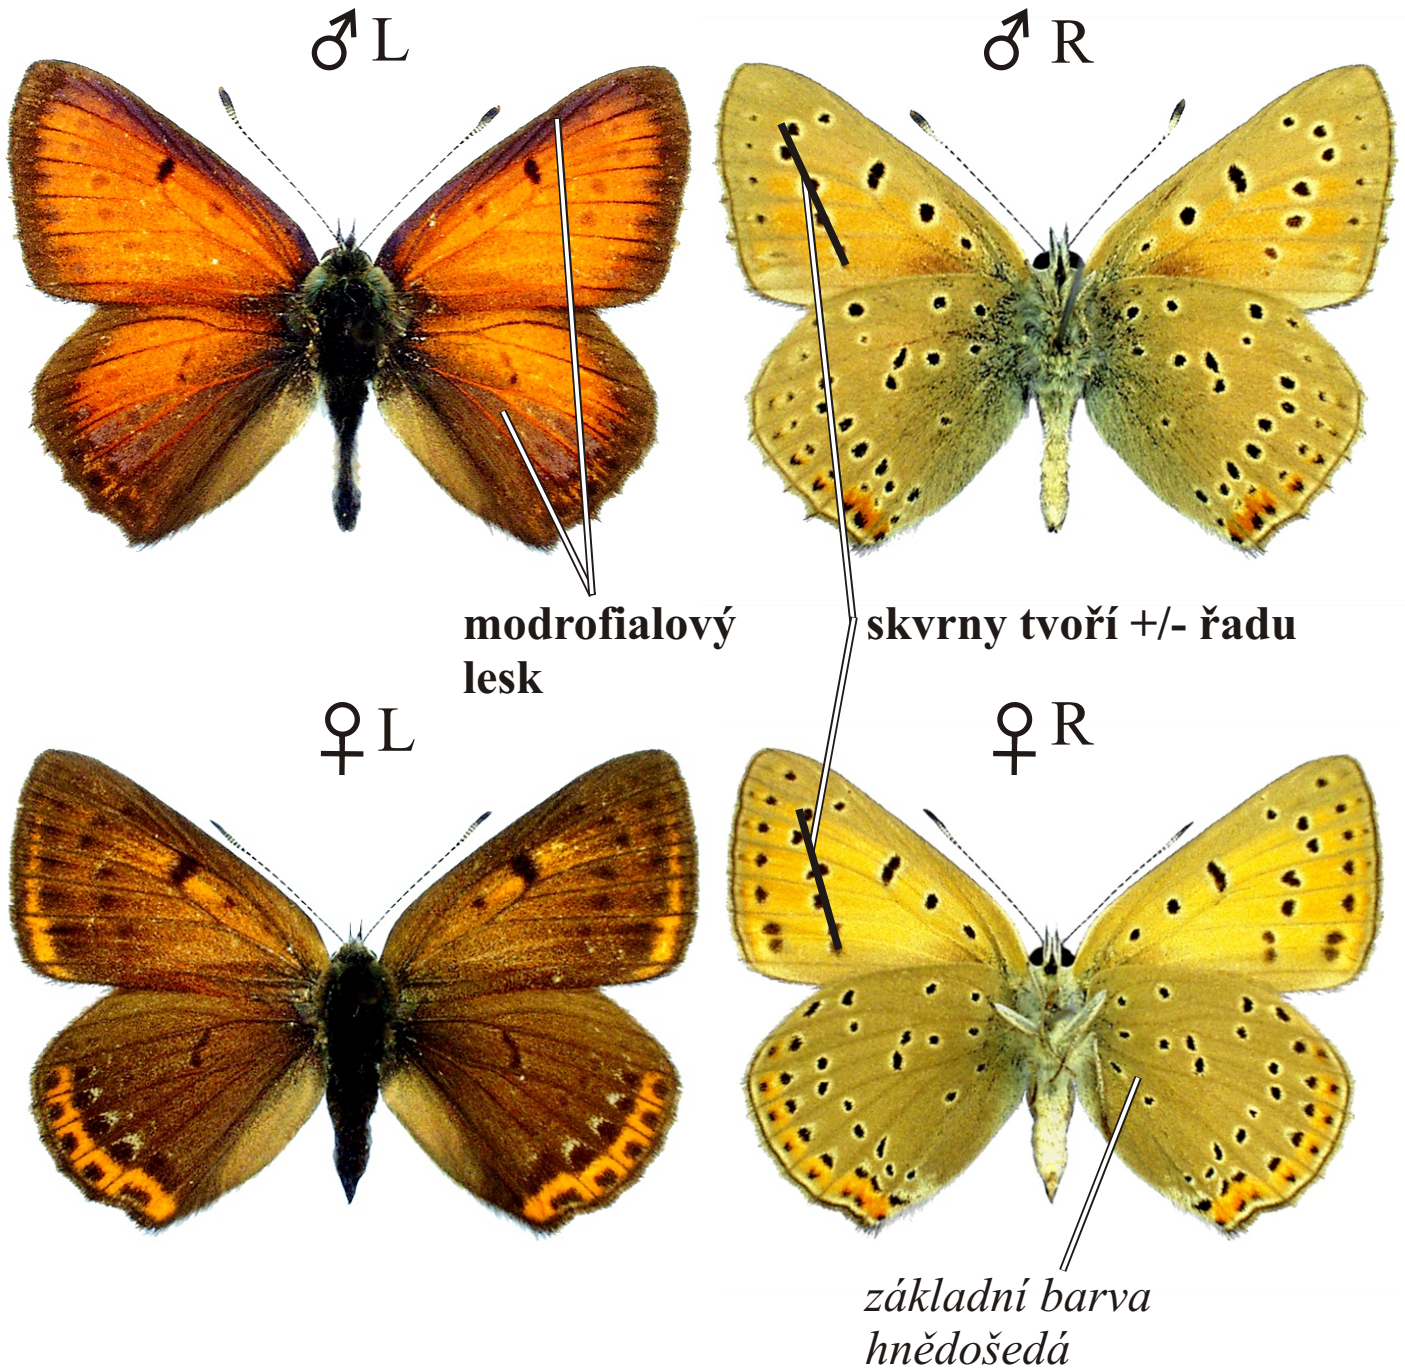 ♂ L
♂ R
modrofialový
lesk
skvrny tvoří +/- řadu
♀ L
♀ R
základní barva
hnědošedá